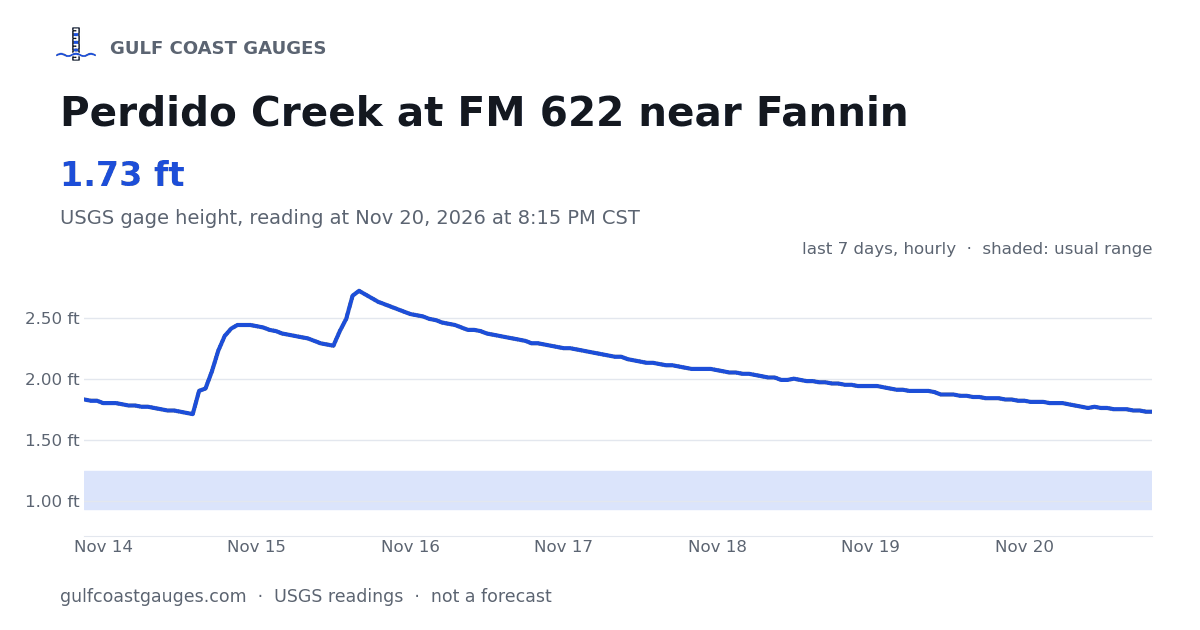 GULF COAST GAUGES
Perdido Creek at FM 622 near Fannin
1.73 ft
USGS gage height, reading at Nov 20, 2026 at 8:15 PM CST
last 7 days, hourly · shaded: usual range
2.50 ft
2.00 ft
1.50 ft
1.00 ft
Nov 14 Nov 15 Nov 16 Nov 17 Nov 18 Nov 19 Nov 20
gulfcoastgauges.com · USGS readings · not a forecast